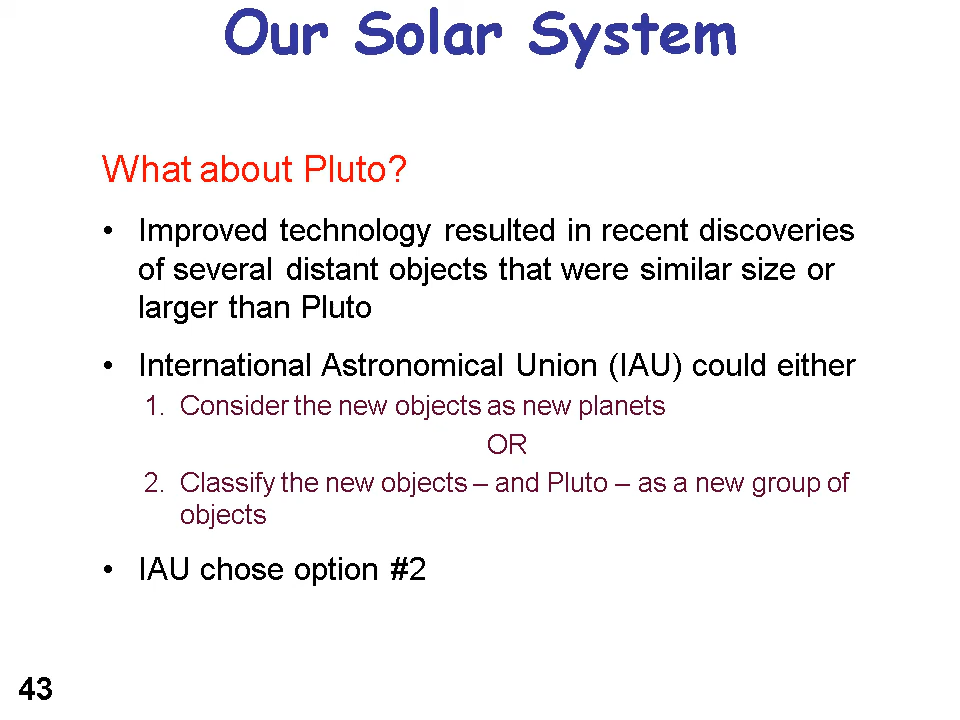 Our Solar System
What about Pluto?
• Improved technology resulted in recent discoveries
of several distant objects that were similar size or
larger than Pluto
• International Astronomical Union (IAU) could either
1. Consider the new objects as new planets
OR
2. Classify the new objects – and Pluto – as a new group of
objects
• IAU chose option #2
43